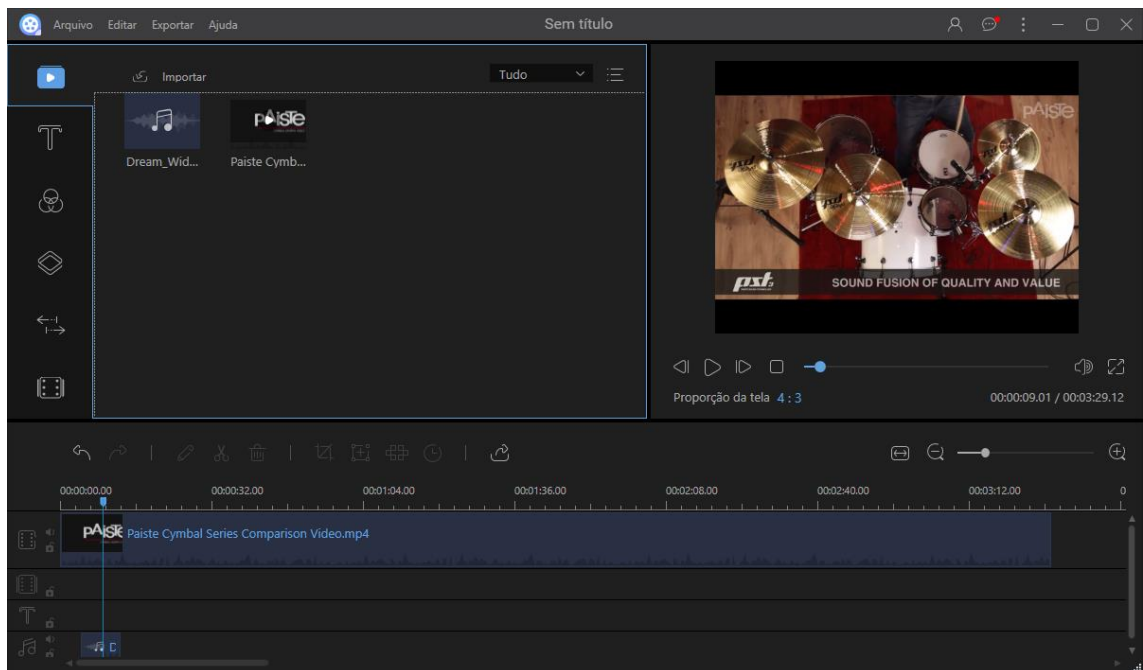 Arquivo Editar Exportar Ajuda Sem título
Importar Tudo
Dream_Wid... Paiste Cymb...
PAISTe
PAISTe
pst3 SOUND FUSION OF QUALITY AND VALUE
Proporção da tela 4 : 3 00:00:09.01 / 00:03:29.12
00:00:00.00 00:00:32.00 00:01:04.00 00:01:36.00 00:02:08.00 00:02:40.00 00:03:12.00 0
PAISTe Paiste Cymbal Series Comparison Video.mp4
D